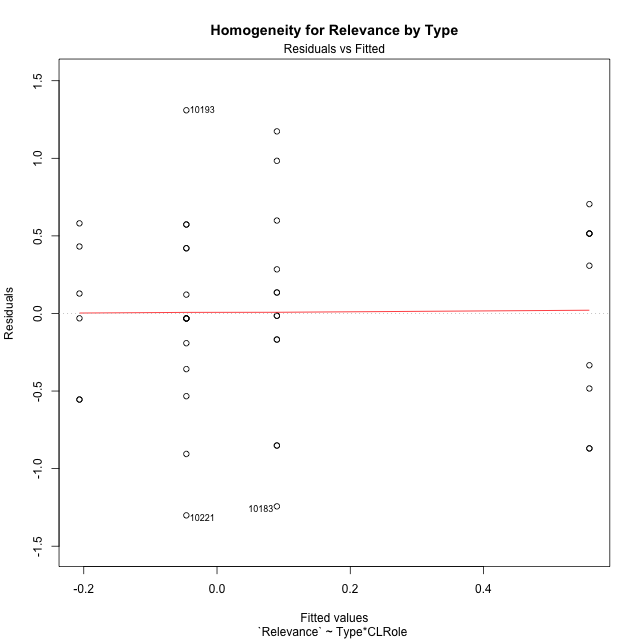 Homogeneity for Relevance by Type
Residuals vs Fitted
1.5
1.0
0.5
0.0
-0.5
-1.0
-1.5
Residuals
10193
10183
10221
-0.2 0.0 0.2 0.4
Fitted values
`Relevance` ~ Type*CLRole